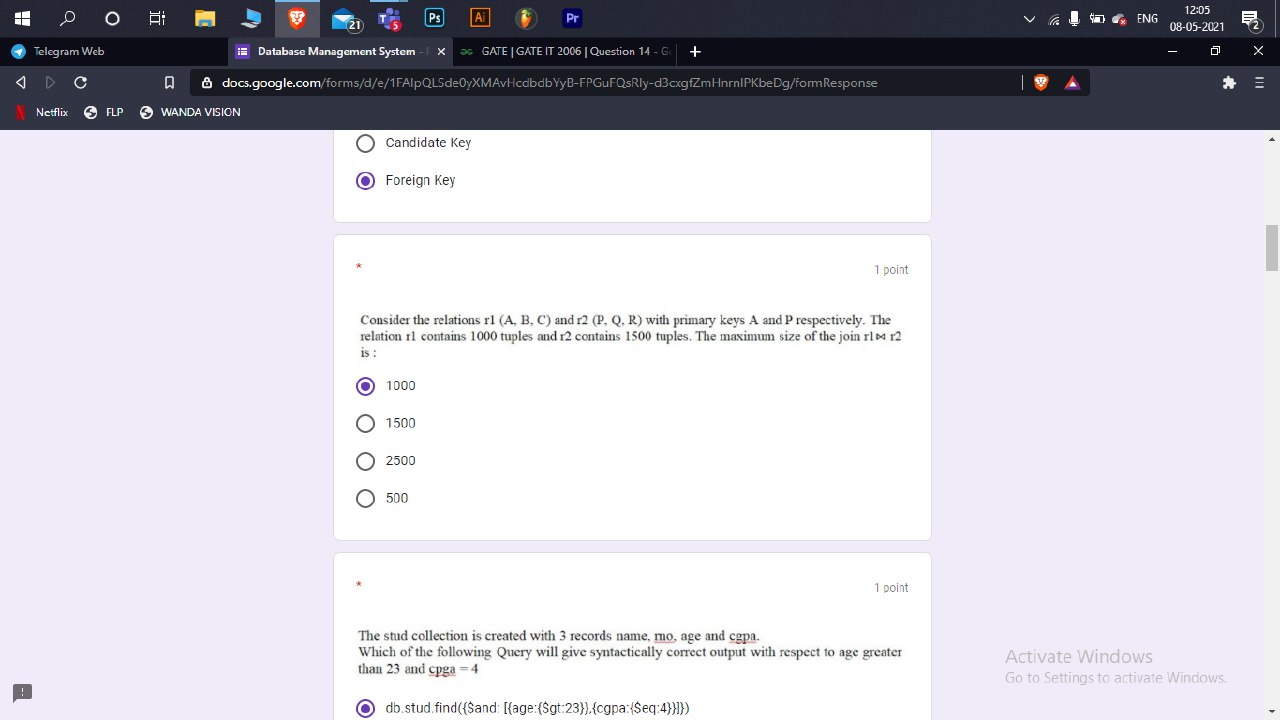 21
5
Ps
Ai
Pr
ENG
12:05
08-05-2021
2
Telegram Web
Database Management System - 
GATE | GATE IT 2006 | Question 14 - G
docs.google.com/forms/d/e/1FAIpQLSde0yXMAvHcdbdbYyB-FPGuFQsRIy-d3cxgfZmHnrnIPKbeDg/formResponse
Netflix
FLP
WANDA VISION
Candidate Key
Foreign Key
*
1 point
Consider the relations r1 (A, B, C) and r2 (P, Q, R) with primary keys A and P respectively. The
relation r1 contains 1000 tuples and r2 contains 1500 tuples. The maximum size of the join r1⋈ r2
is :
1000
1500
2500
500
*
1 point
The stud collection is created with 3 records name, rno, age and cgpa.
Which of the following Query will give syntactically correct output with respect to age greater
than 23 and cpga = 4
db.stud.find({$and: [{age:{$gt:23}},{cgpa:{$eq:4}}]})
Activate Windows
Go to Settings to activate Windows.